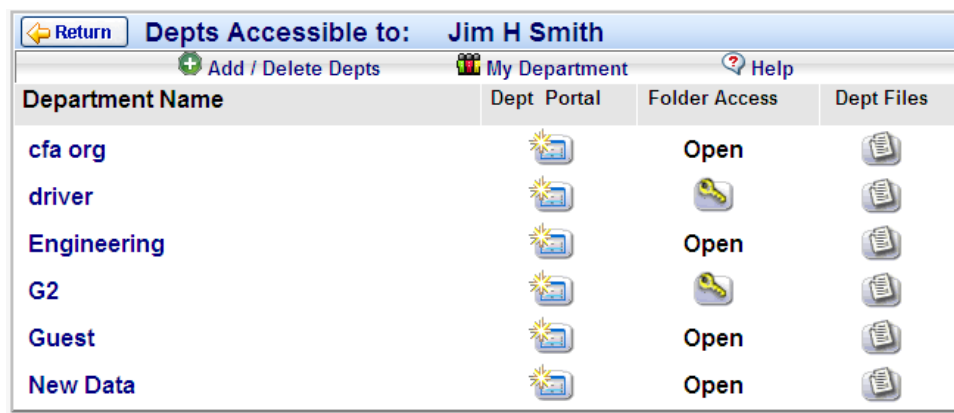 Return Depts Accessible to: Jim H Smith
Add / Delete Depts My Department Help
Department Name Dept Portal Folder Access Dept Files
cfa org Open
driver
Engineering Open
G2
Guest Open
New Data Open